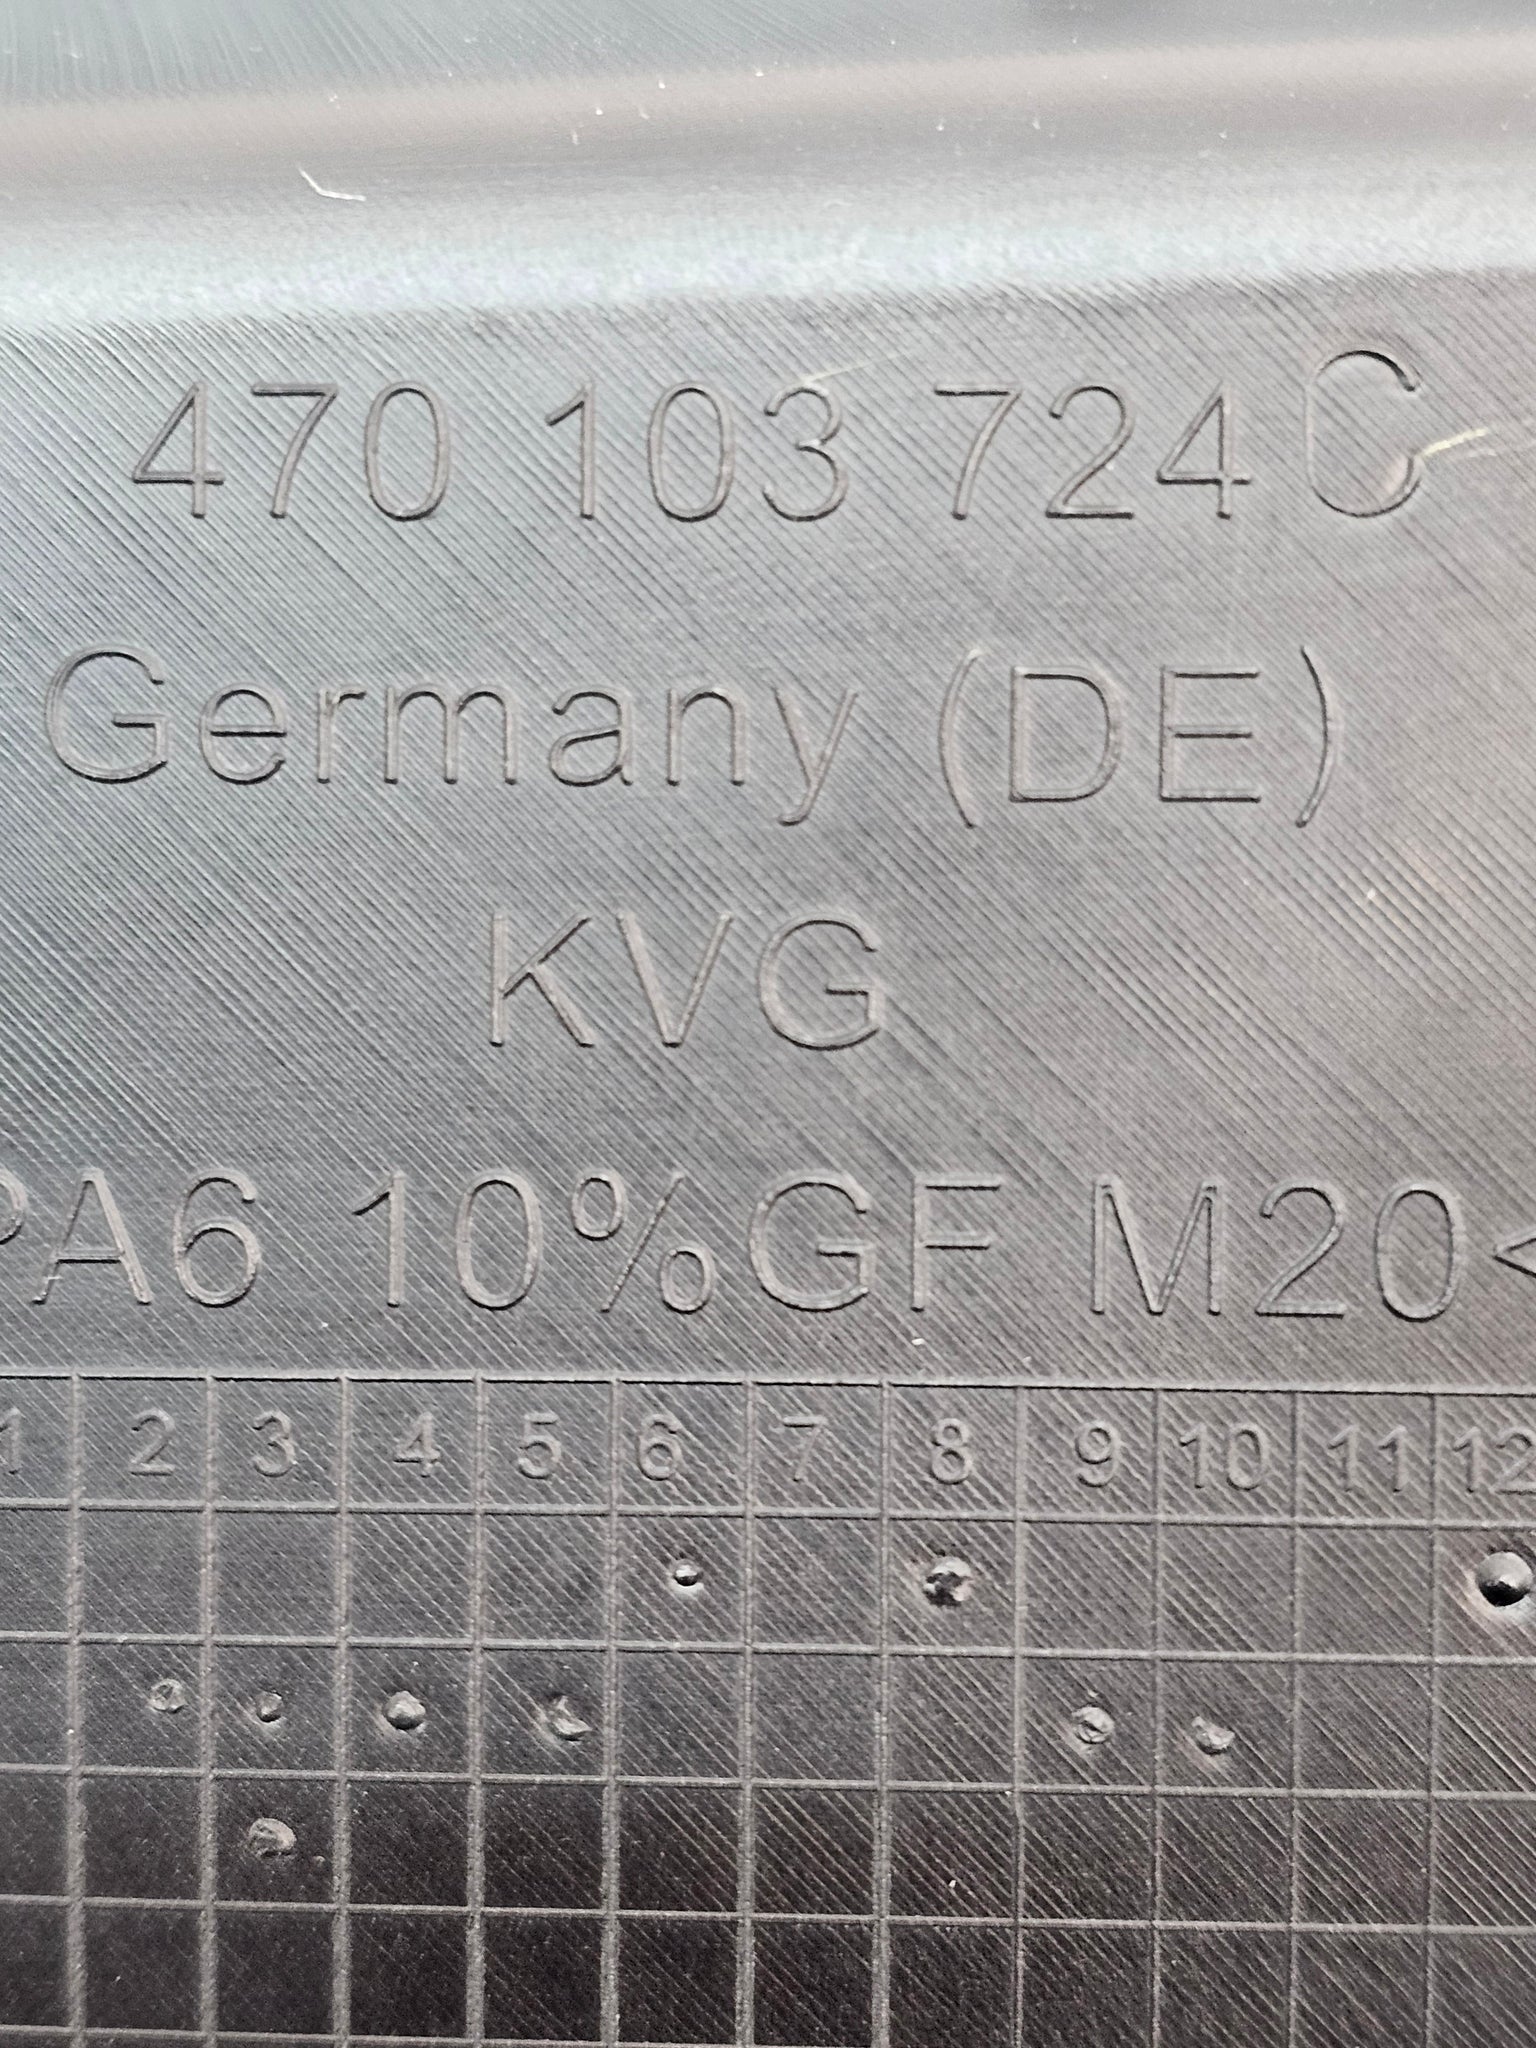 470 103 724 C
Germany (DE)
KVG
PA6 10%GF M20<
1 2 3 4 5 6 7 8 9 10 11 12